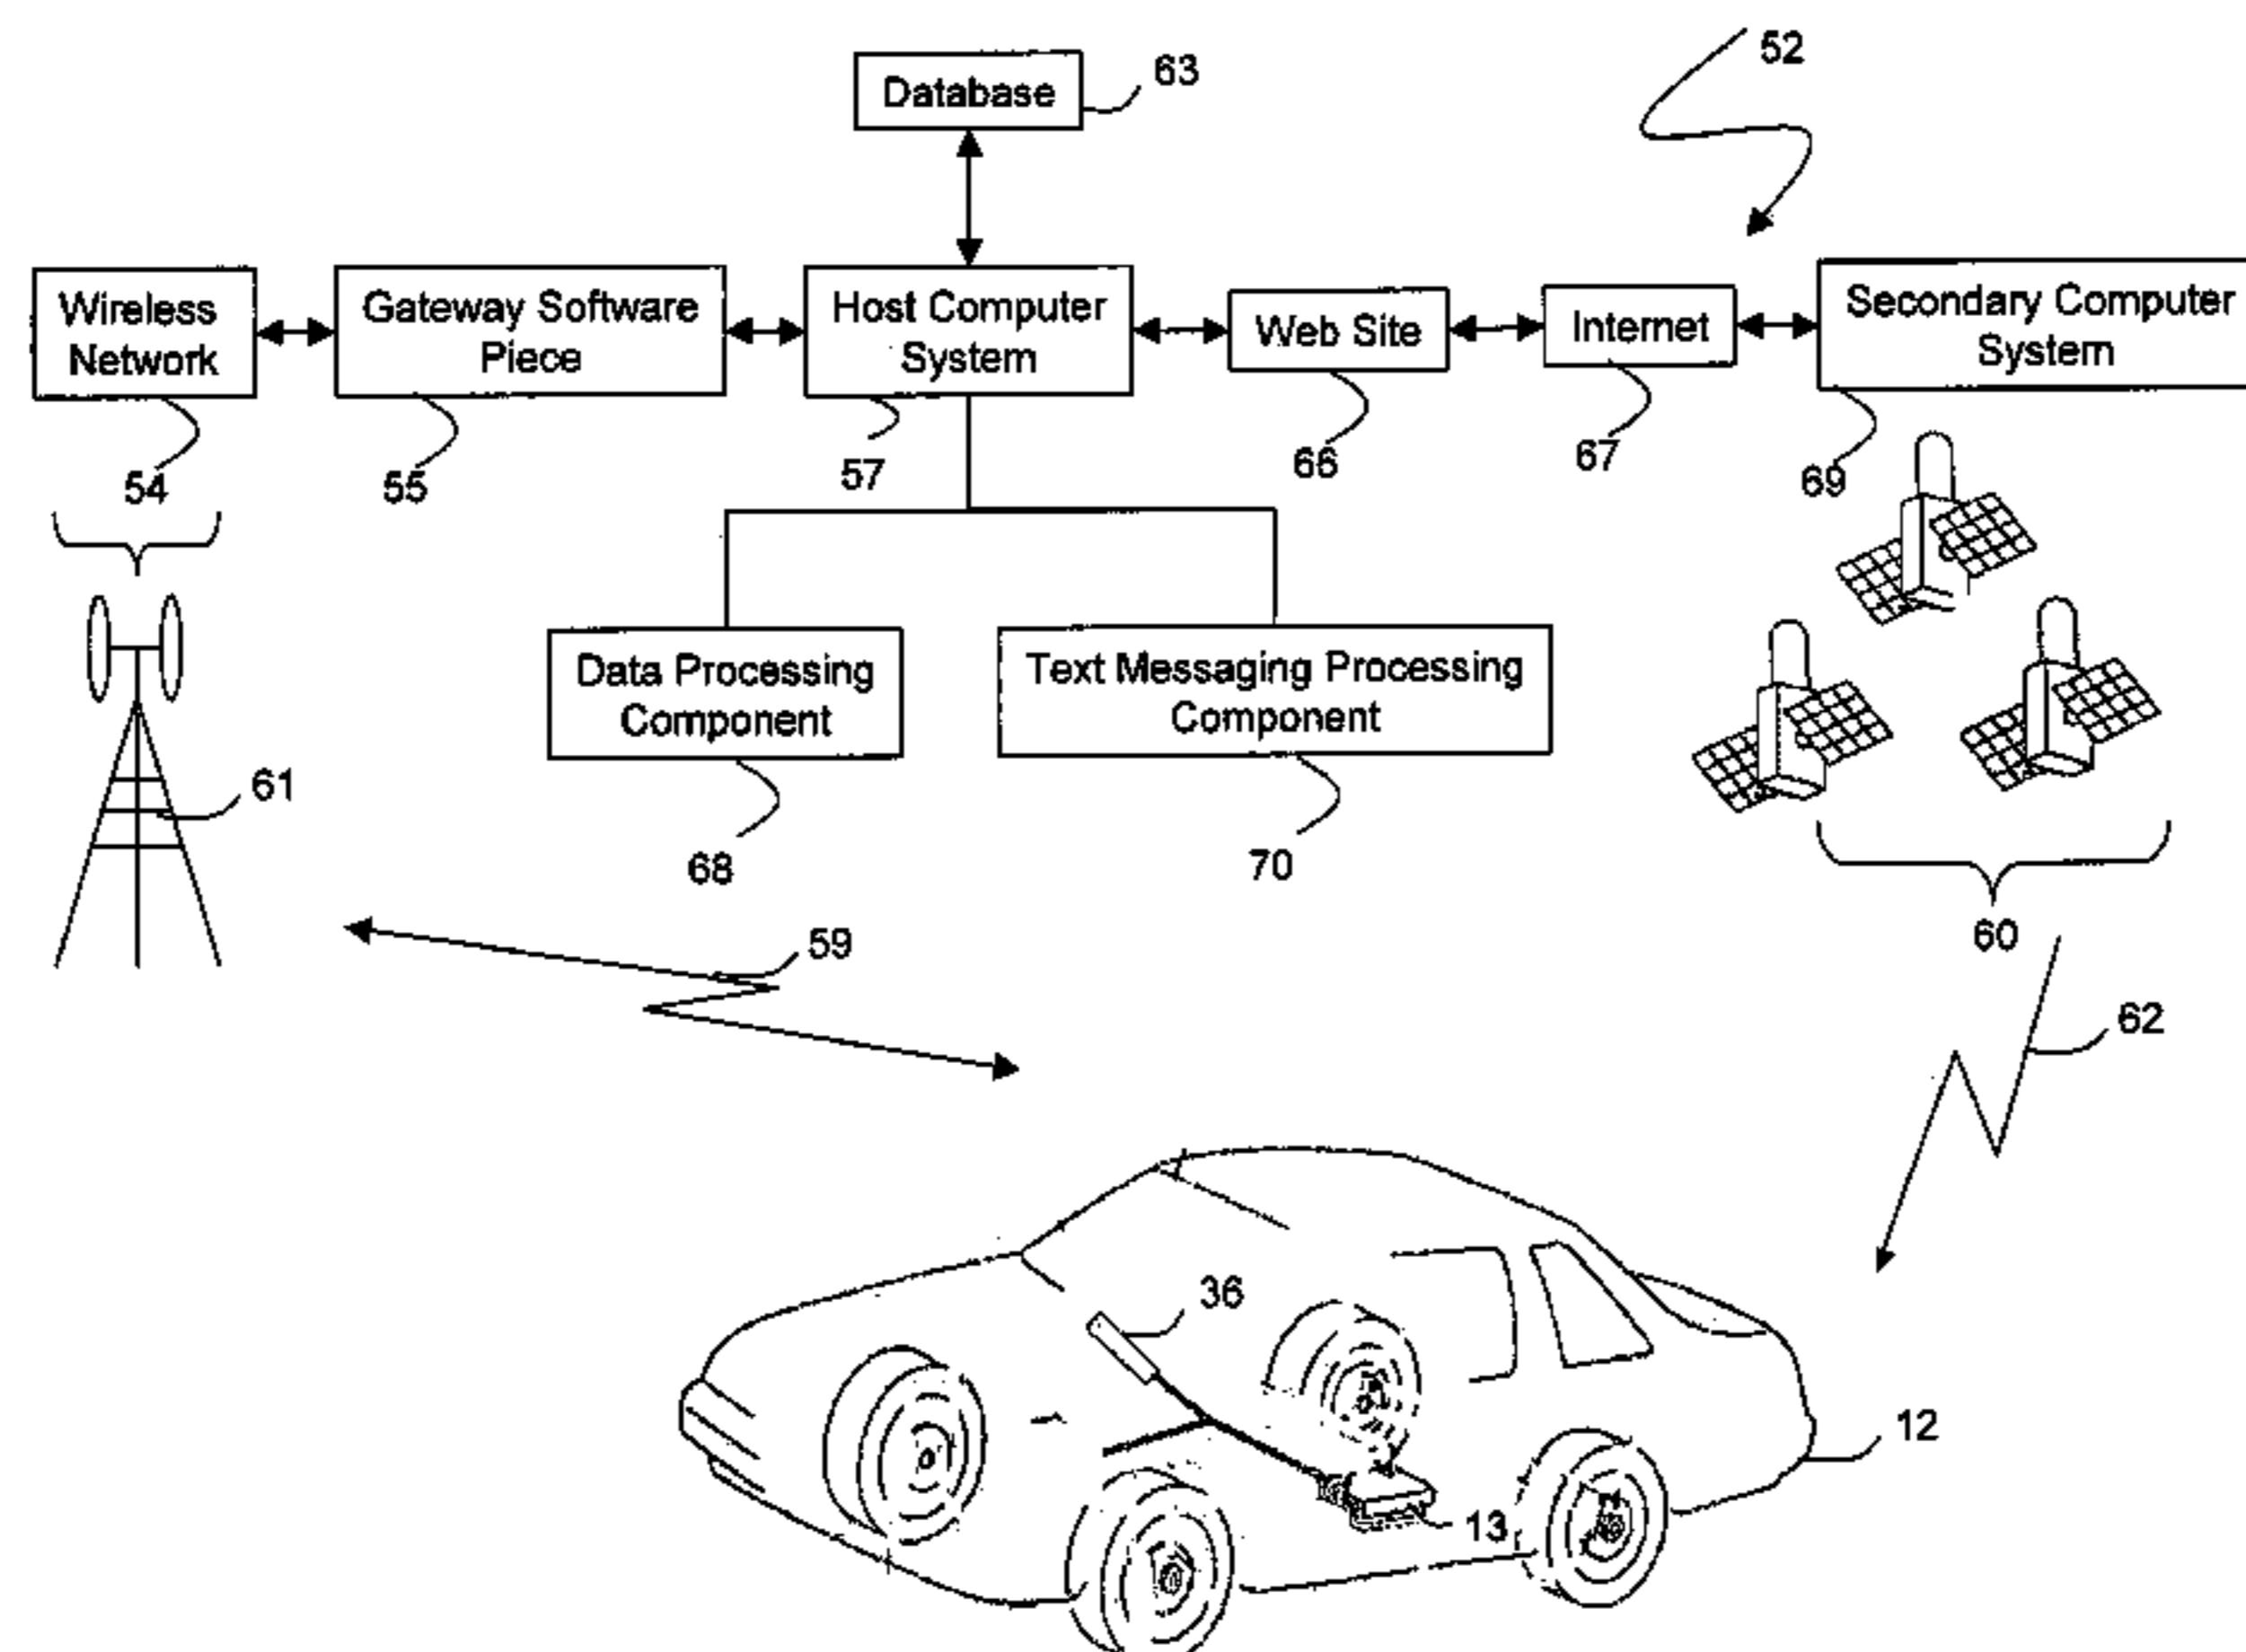 52
Database
63
Wireless
Network
Gateway Software
Piece
Host Computer
System
Web Site
Internet
Secondary Computer
System
54
55
57
66
67
69
Data Processing
Component
Text Messaging Processing
Component
61
68
70
60
59
62
36
12
13